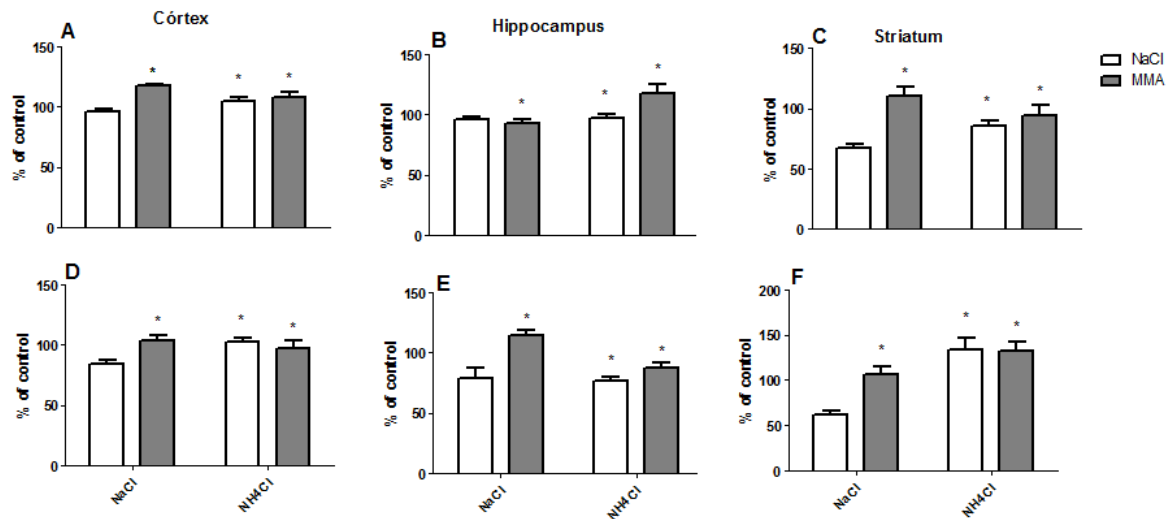 Córtex
Hippocampus
Striatum
NaCl
MMA
A
150
100
50
0
% of control
*
*
*
B
150
100
50
0
% of control
*
*
*
C
150
100
50
0
% of control
*
*
*
D
150
100
50
0
% of control
*
*
*
NaCl
NH4Cl
E
150
100
50
0
% of control
*
*
*
NaCl
NH4Cl
F
200
150
100
50
0
% of control
*
*
*
NaCl
NH4Cl